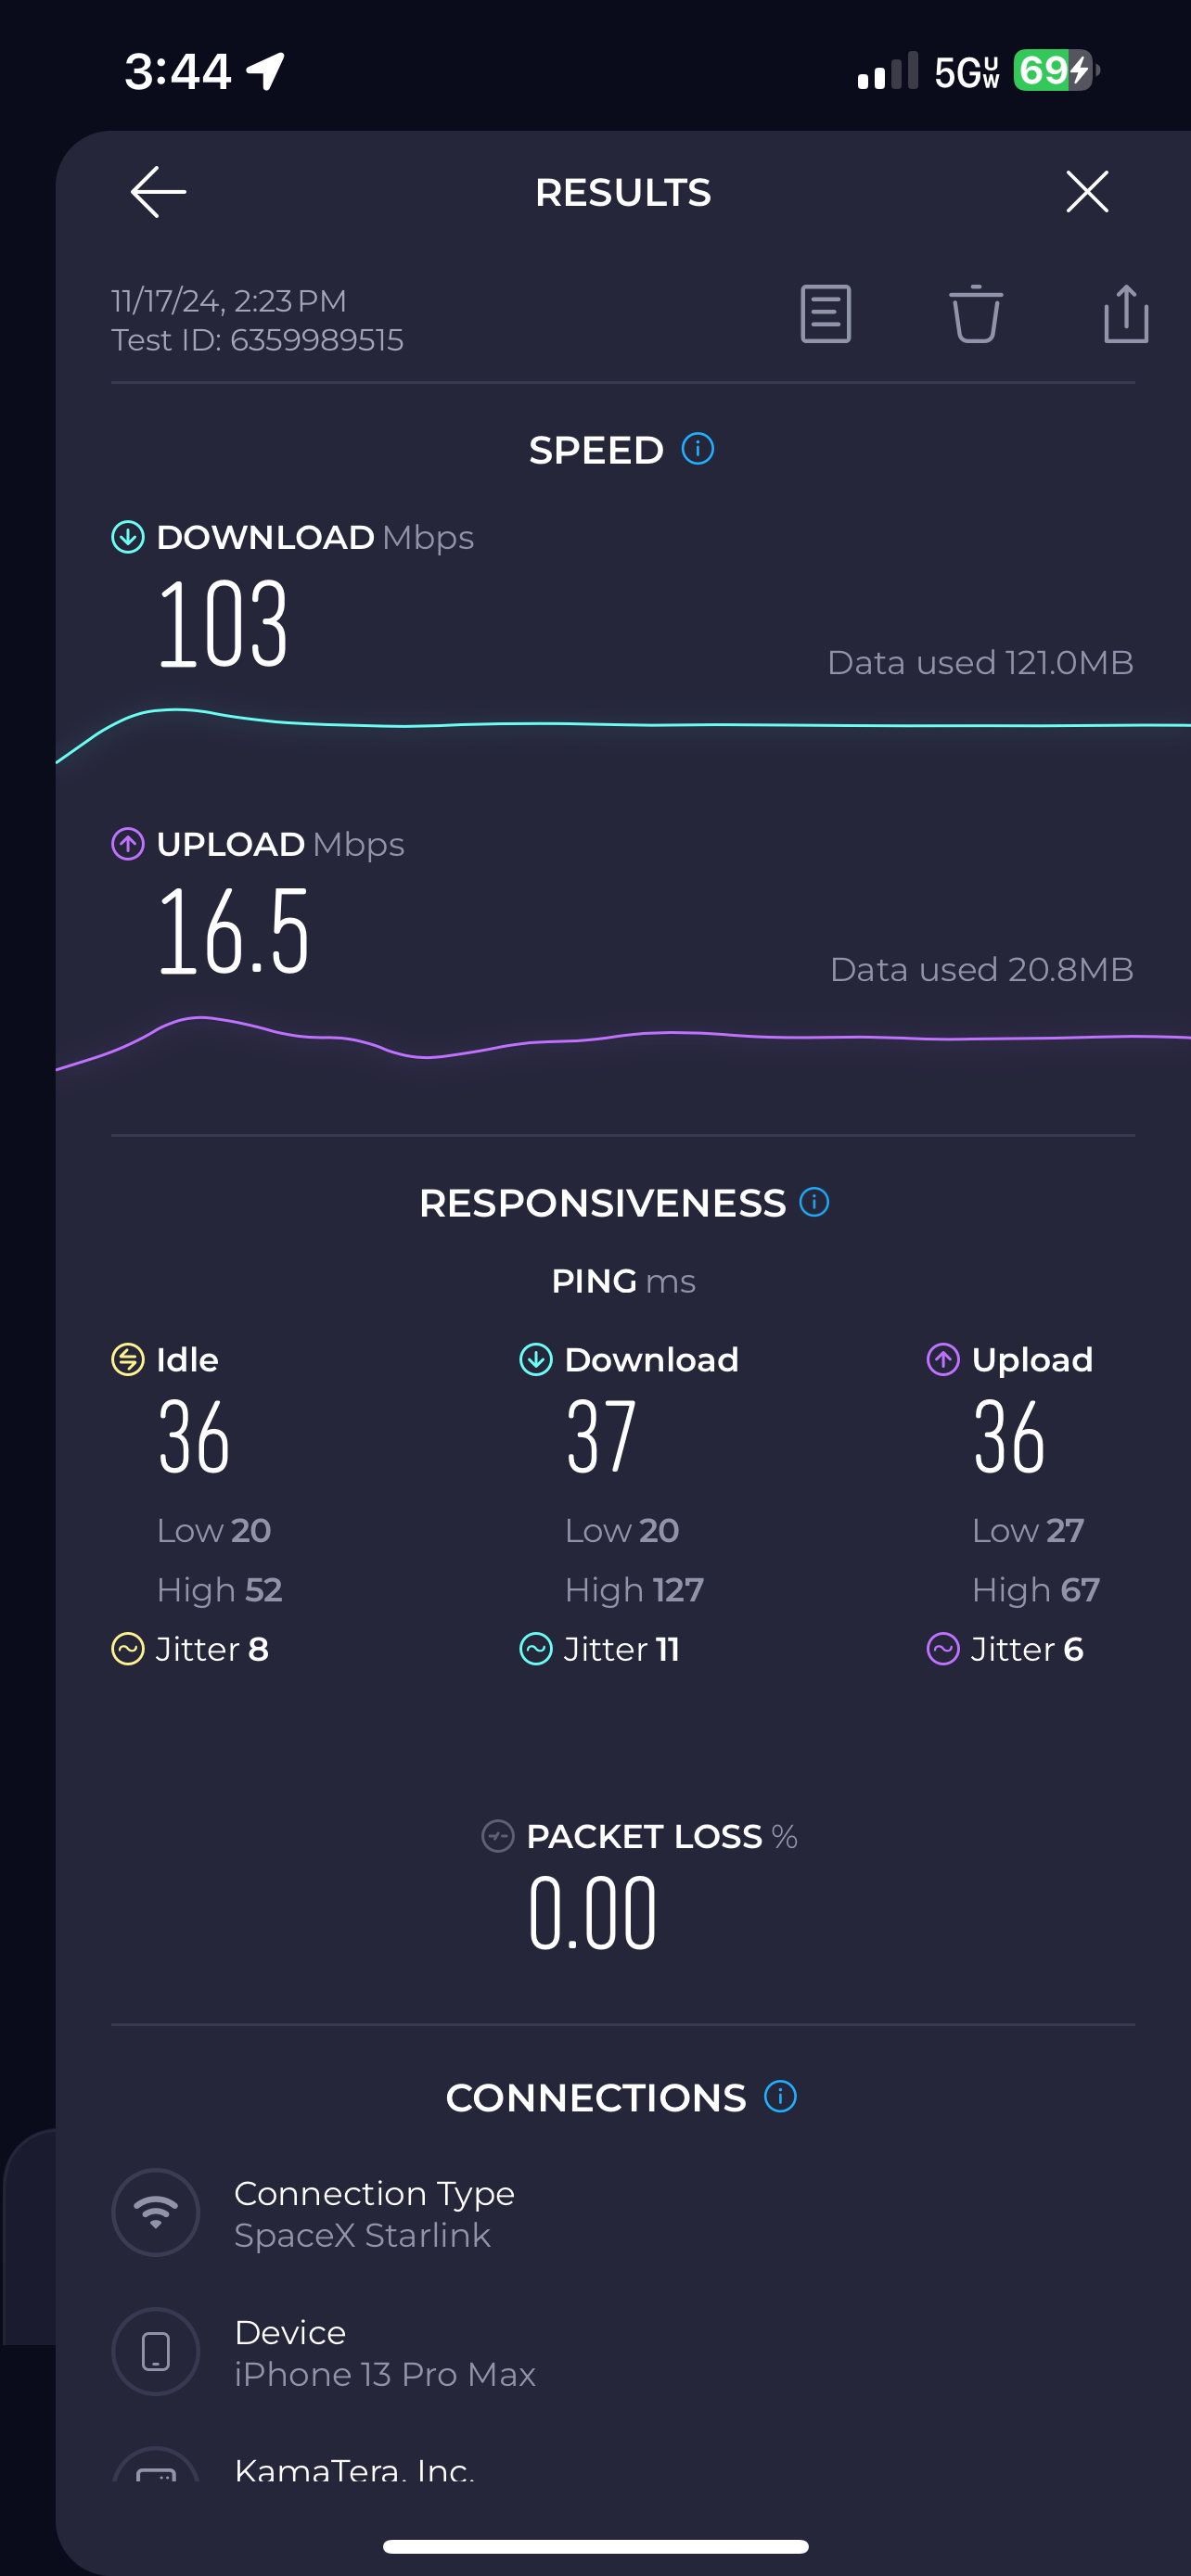 3:44
5G UW
69
RESULTS
11/17/24, 2:23 PM
Test ID: 6359989515
SPEED
DOWNLOAD Mbps
103
Data used 121.0MB
UPLOAD Mbps
16.5
Data used 20.8MB
RESPONSIVENESS
PING ms
Idle Download Upload
36 37 36
Low 20 Low 20 Low 27
High 52 High 127 High 67
Jitter 8 Jitter 11 Jitter 6
PACKET LOSS %
0.00
CONNECTIONS
Connection Type
SpaceX Starlink
Device
iPhone 13 Pro Max
KamaTera, Inc.